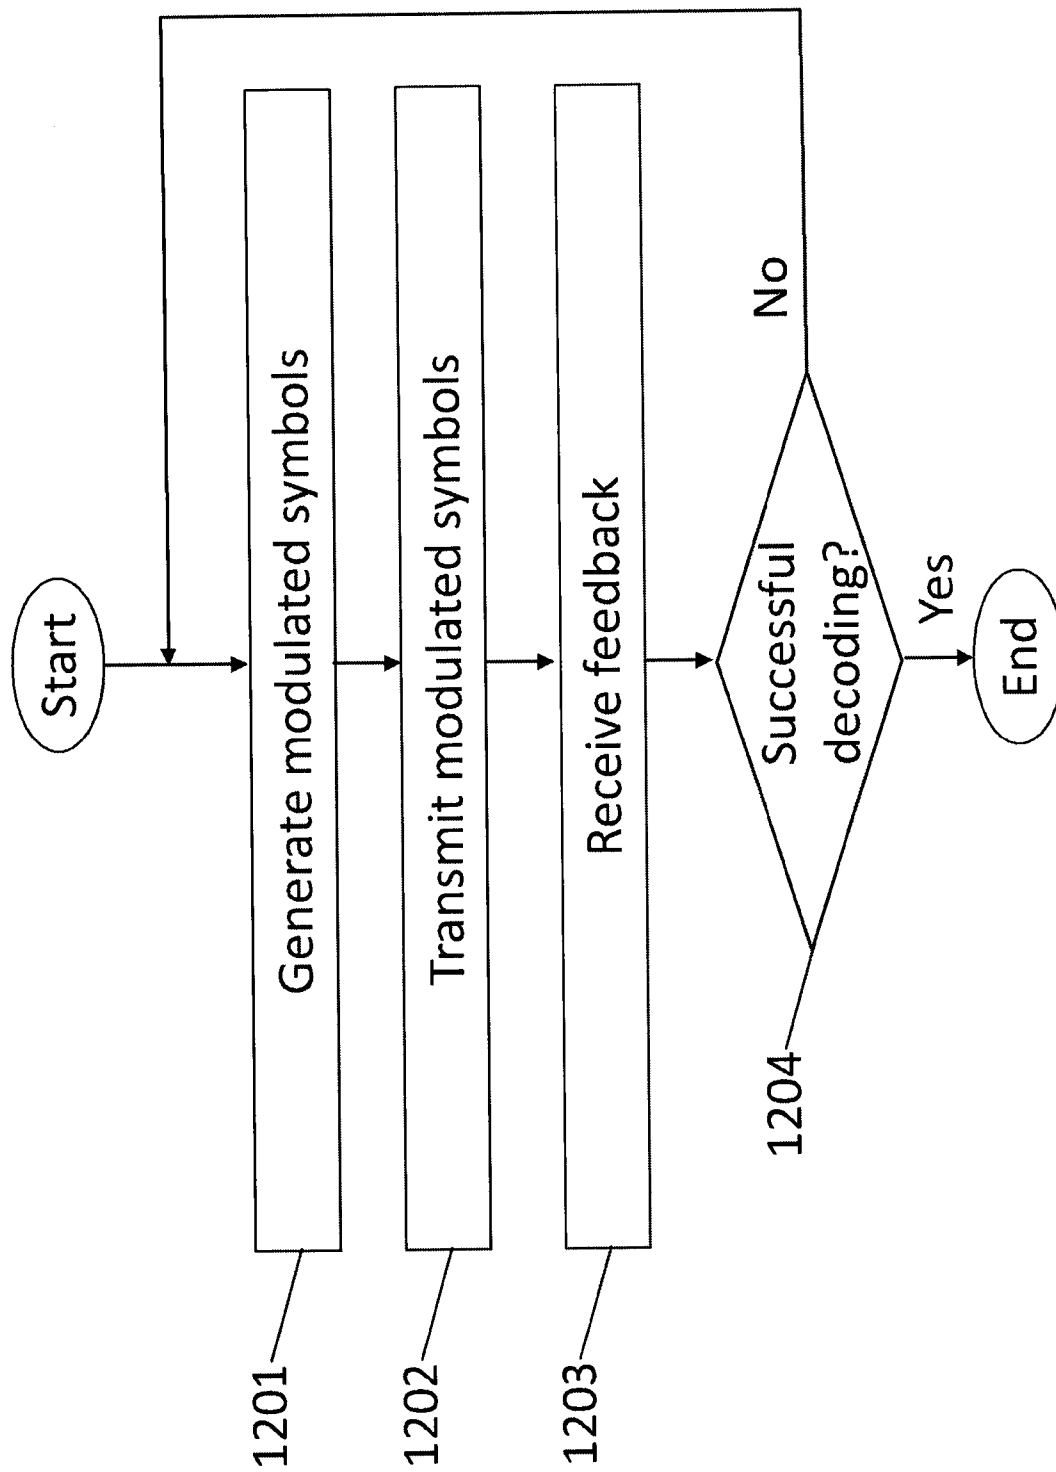 Start
1201
Generate modulated symbols
1202
Transmit modulated symbols
1203
Receive feedback
1204
Successful
decoding?
No
Yes
End